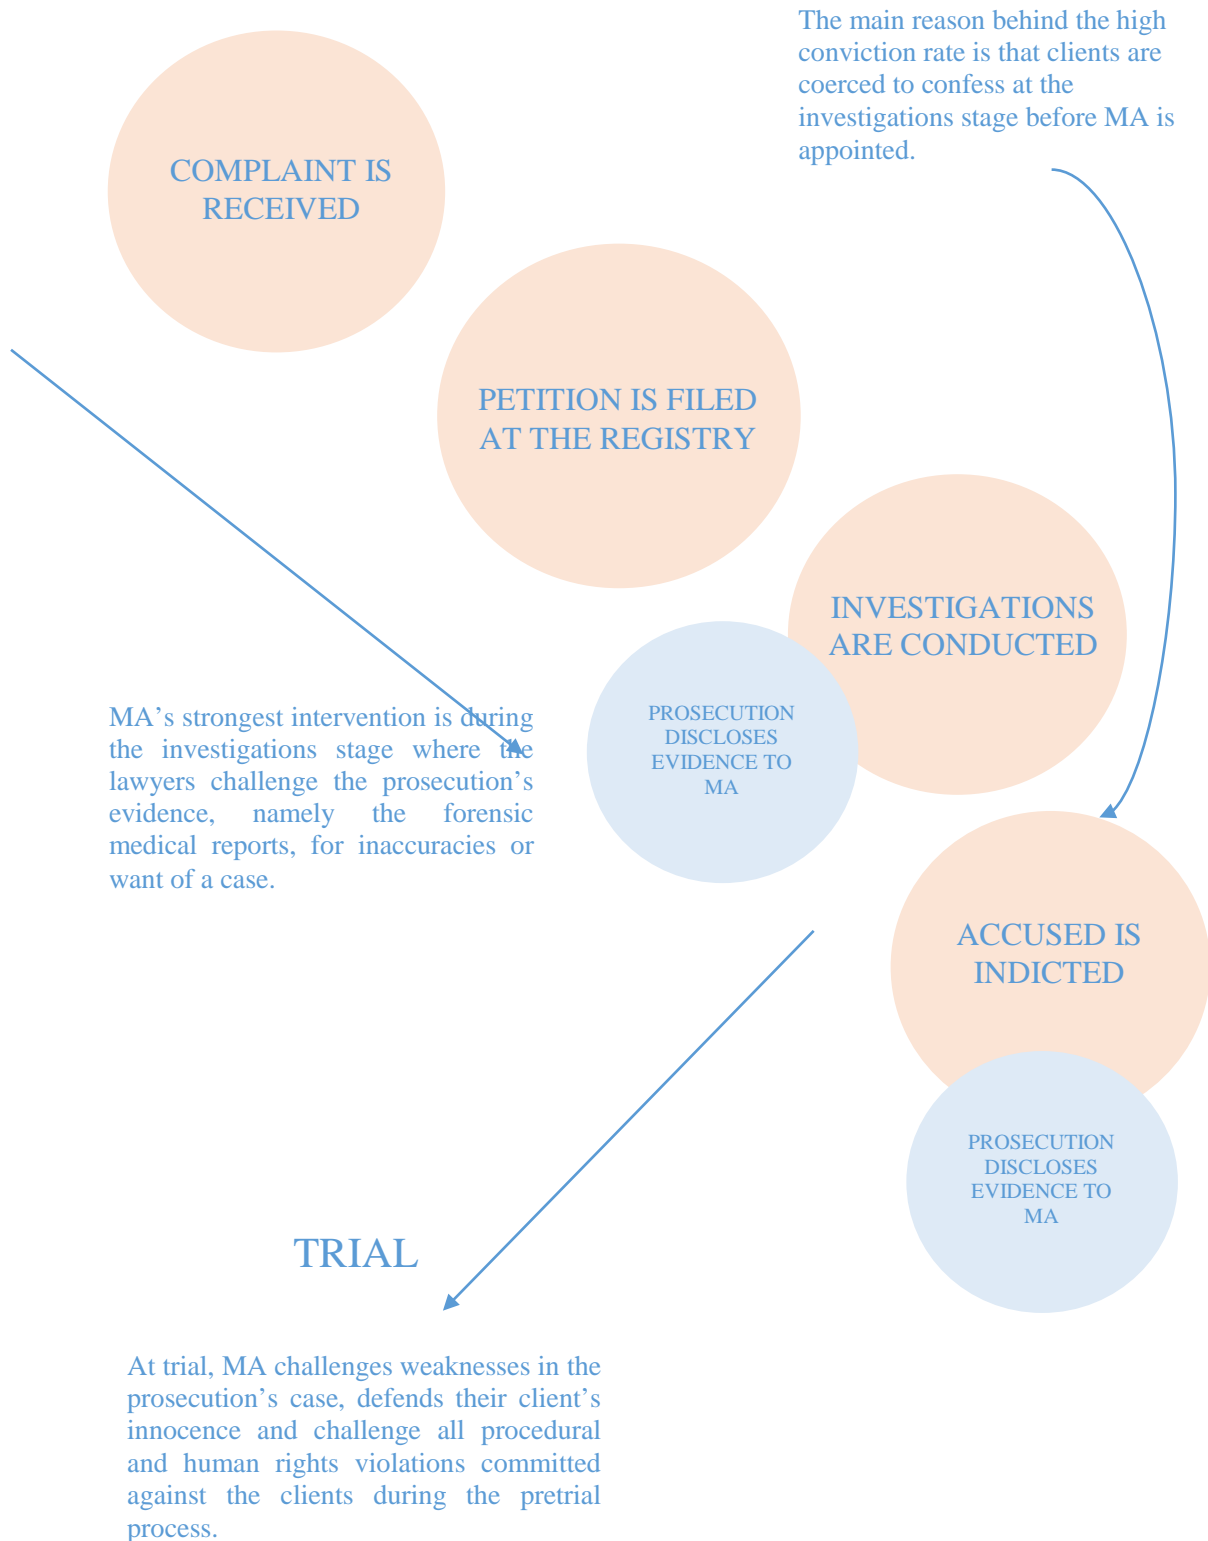 The main reason behind the high
conviction rate is that clients are
coerced to confess at the
investigations stage before MA is
appointed.
COMPLAINT IS
RECEIVED
PETITION IS FILED
AT THE REGISTRY
INVESTIGATIONS
ARE CONDUCTED
PROSECUTION
DISCLOSES
EVIDENCE TO
MA
MA’s strongest intervention is during
the investigations stage where the
lawyers challenge the prosecution’s
evidence, namely the forensic
medical reports, for inaccuracies or
want of a case.
ACCUSED IS
INDICTED
PROSECUTION
DISCLOSES
EVIDENCE TO
MA
TRIAL
At trial, MA challenges weaknesses in the
prosecution’s case, defends their client’s
innocence and challenge all procedural
and human rights violations committed
against the clients during the pretrial
process.